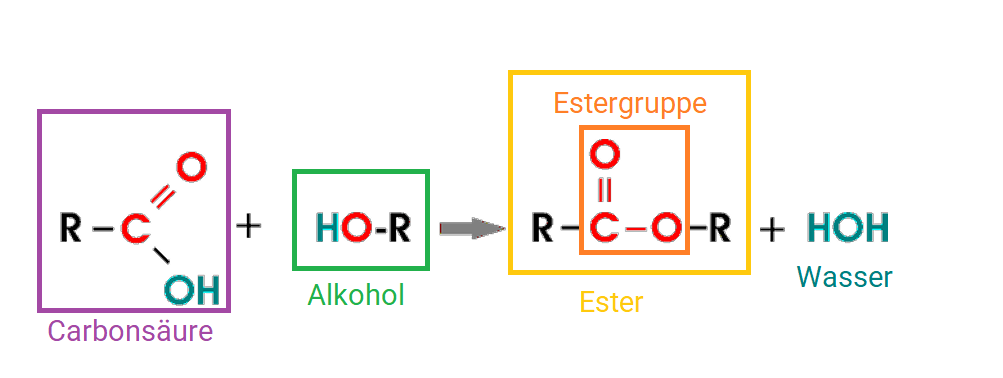 Estergruppe
O
O
R – C
+
HO-R
R – C – O – R
+
HOH
OH
Wasser
Alkohol
Ester
Carbonsäure